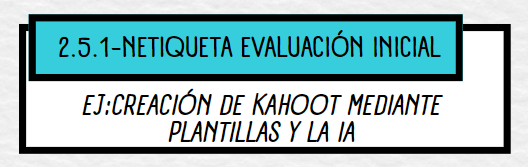 2.5.1-NETIQUETA EVALUACIÓN INICIAL
EJ:CREACIÓN DE KAHOOT MEDIANTE
PLANTILLAS Y LA IA